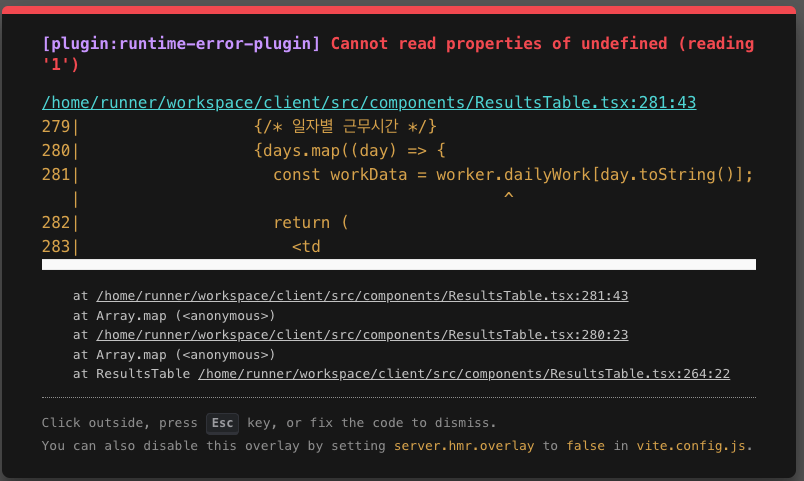 [plugin:runtime-error-plugin] Cannot read properties of undefined (reading
'1')
/home/runner/workspace/client/src/components/ResultsTable.tsx:281:43
279|                  {/* 일자별 근무시간 */}
280|                  {days.map((day) => {
281|                    const workData = worker.dailyWork[day.toString()];
   |                                            ^
282|                    return (
283|                      <td
at /home/runner/workspace/client/src/components/ResultsTable.tsx:281:43
at Array.map (<anonymous>)
at /home/runner/workspace/client/src/components/ResultsTable.tsx:280:23
at Array.map (<anonymous>)
at ResultsTable /home/runner/workspace/client/src/components/ResultsTable.tsx:264:22
Click outside, press Esc key, or fix the code to dismiss.
You can also disable this overlay by setting server.hmr.overlay to false in vite.config.js.